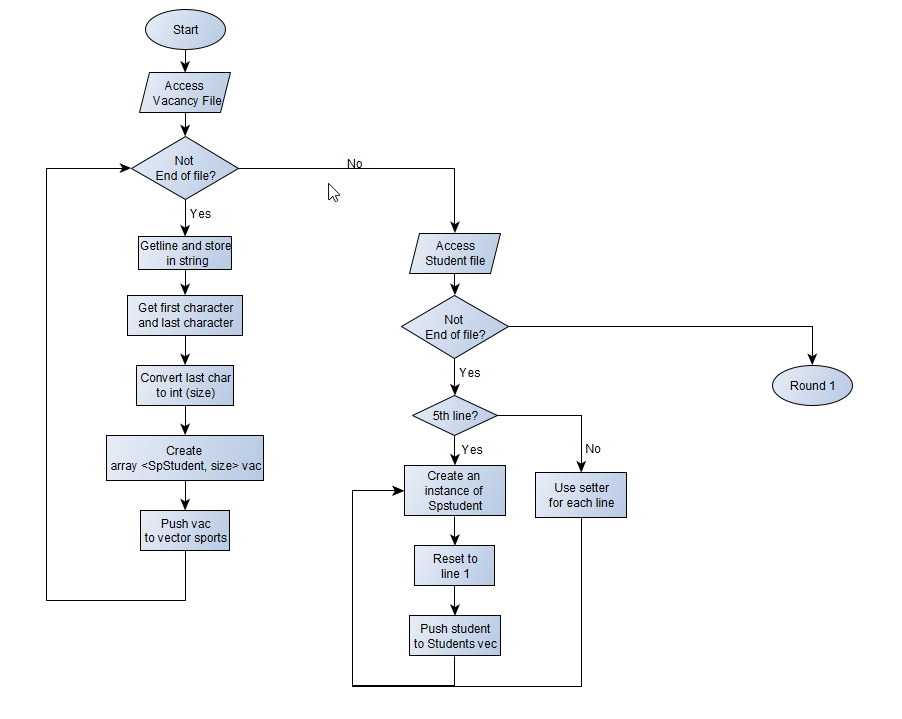 Start
Access
Vacancy File
Not
End of file?
No
Yes
Getline and store
in string
Get first character
and last character
Convert last char
to int (size)
Create
array <SpStudent, size> vac
Push vac
to vector sports
Access
Student file
Not
End of file?
Yes
Round 1
5th line?
Yes
No
Create an
instance of
Spstudent
Use setter
for each line
Reset to
line 1
Push student
to Students vec